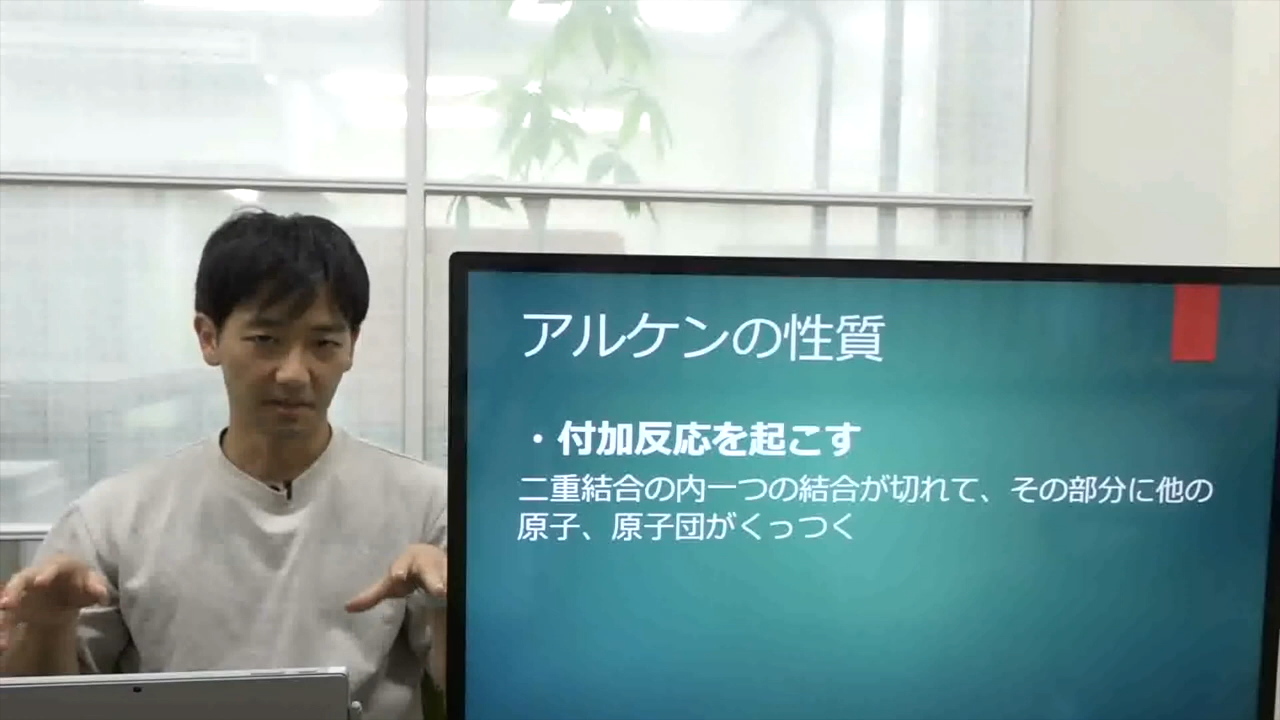 アルケンの性質
・付加反応を起こす
二重結合の内一つの結合が切れて、その部分に他の
原子、原子団がくっつく